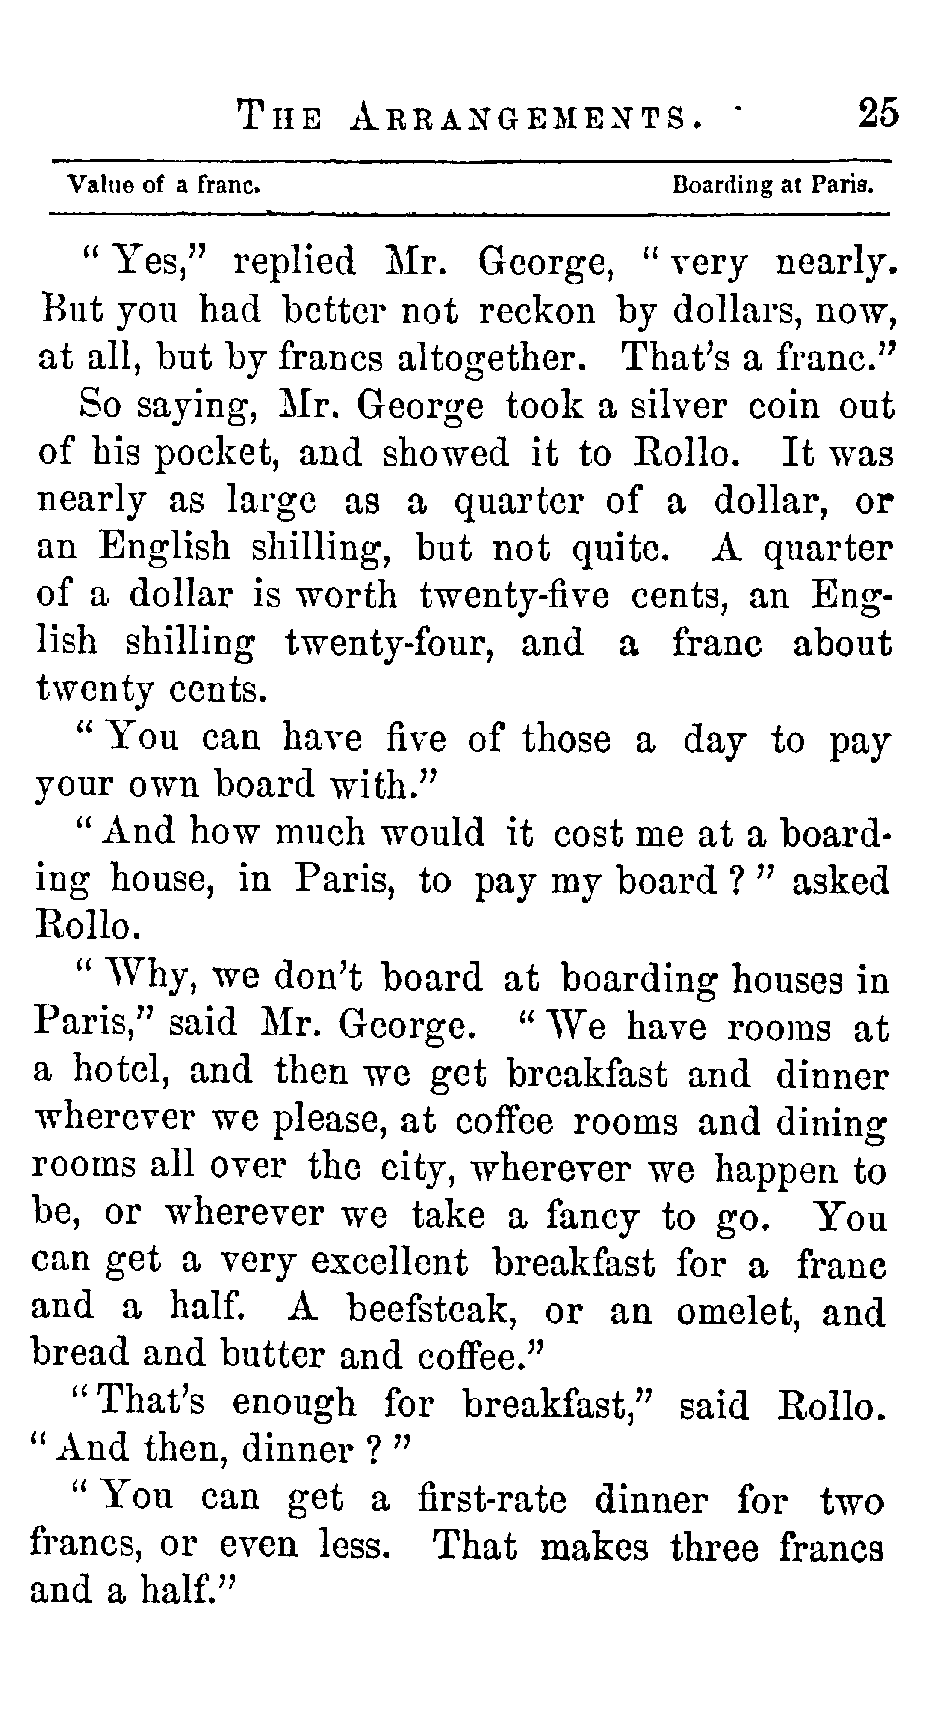 THE ARRANGEMENTS. 25
Value of a franc. Boarding at Paris.
“ Yes,” replied Mr. George, “ very nearly.
But you had better not reckon by dollars, now,
at all, but by francs altogether. That’s a franc.”
So saying, Mr. George took a silver coin out
of his pocket, and showed it to Rollo. It was
nearly as large as a quarter of a dollar, or
an English shilling, but not quite. A quarter
of a dollar is worth twenty-five cents, an Eng-
lish shilling twenty-four, and a franc about
twenty cents.
“ You can have five of those a day to pay
your own board with.”
“ And how much would it cost me at a board-
ing house, in Paris, to pay my board ? ” asked
Rollo.
“ Why, we don’t board at boarding houses in
Paris,” said Mr. George. “ We have rooms at
a hotel, and then we get breakfast and dinner
wherever we please, at coffee rooms and dining
rooms all over the city, wherever we happen to
be, or wherever we take a fancy to go. You
can get a very excellent breakfast for a franc
and a half. A beefsteak, or an omelet, and
bread and butter and coffee.”
“ That’s enough for breakfast,” said Rollo.
“ And then, dinner ? ”
“ You can get a first-rate dinner for two
francs, or even less. That makes three francs
and a half.”